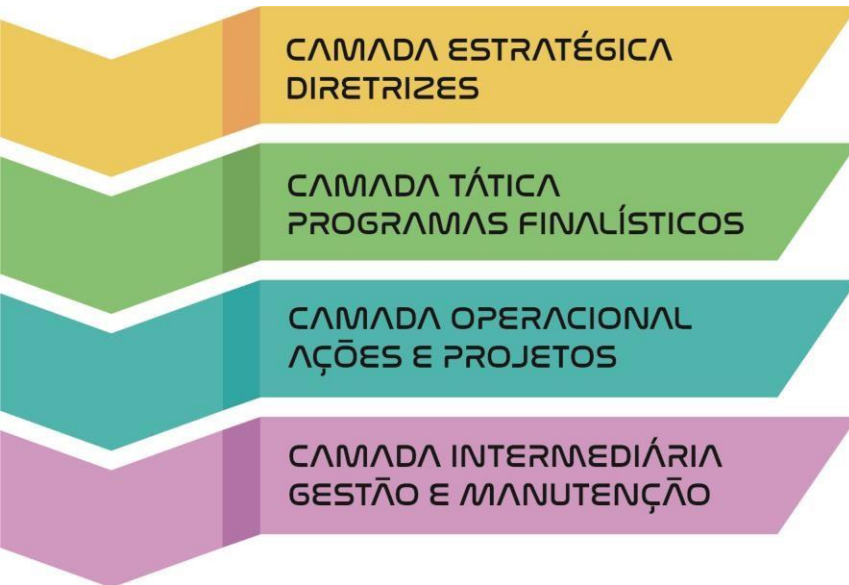 CAMADA ESTRATÉGICA
DIRETRIZES
CAMADA TÁTICA
PROGRAMAS FINALÍSTICOS
CAMADA OPERACIONAL
AÇÕES E PROJETOS
CAMADA INTERMEDIÁRIA
GESTÃO E MANUTENÇÃO